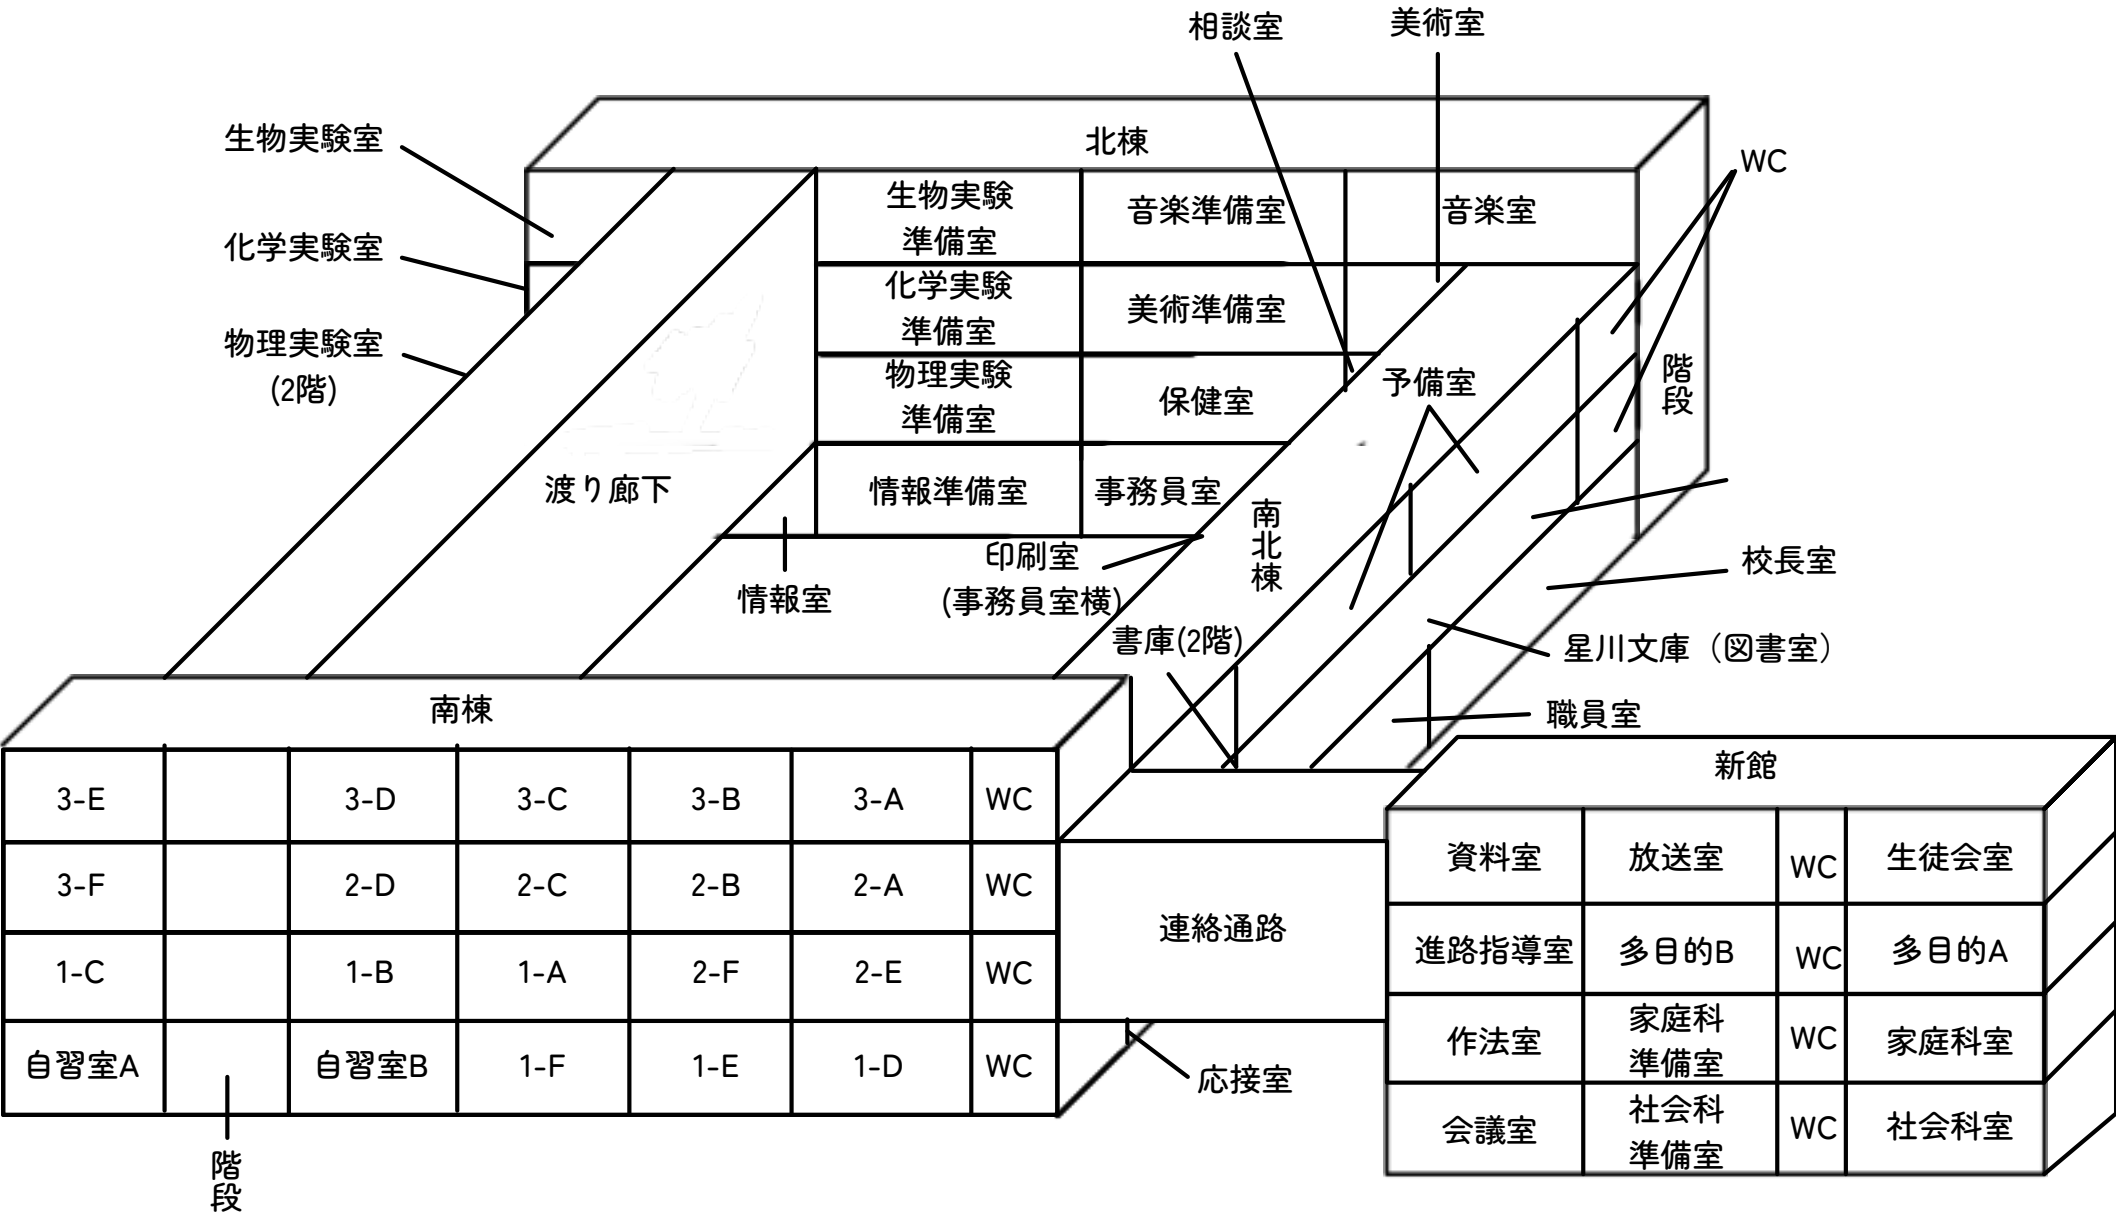 相談室
美術室
生物実験室
北棟
WC
化学実験室
生物実験
準備室
音楽準備室
音楽室
物理実験室
(2階)
化学実験
準備室
美術準備室
階段
物理実験
準備室
保健室
予備室
渡り廊下
情報準備室
事務員室
南北棟
印刷室
(事務員室横)
情報室
校長室
書庫(2階)
星川文庫（図書室）
職員室
南棟
新館
3-E
3-D
3-C
3-B
3-A
WC
3-F
2-D
2-C
2-B
2-A
WC
1-C
1-B
1-A
2-F
2-E
WC
自習室A
自習室B
1-F
1-E
1-D
WC
階段
連絡通路
応接室
資料室
放送室
WC
生徒会室
進路指導室
多目的B
WC
多目的A
作法室
家庭科
準備室
WC
家庭科室
会議室
社会科
準備室
WC
社会科室